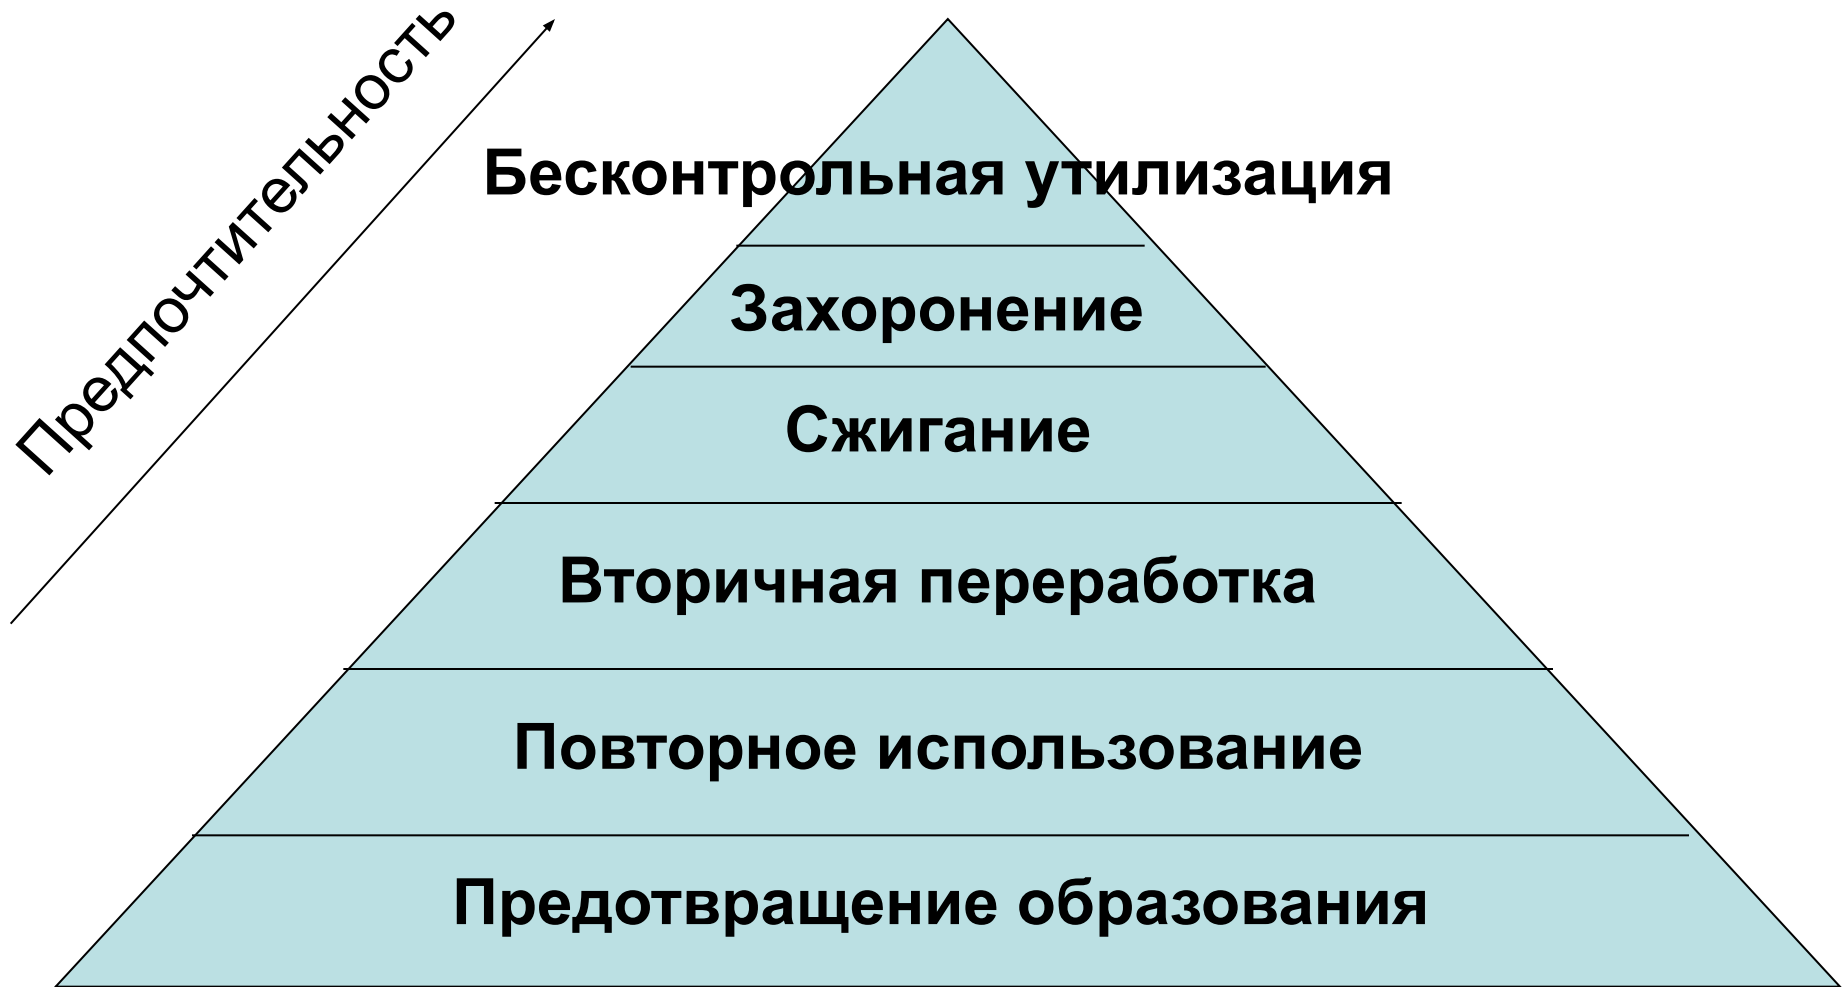 Предпочтительность
Бесконтрольная утилизация
Захоронение
Сжигание
Вторичная переработка
Повторное использование
Предотвращение образования